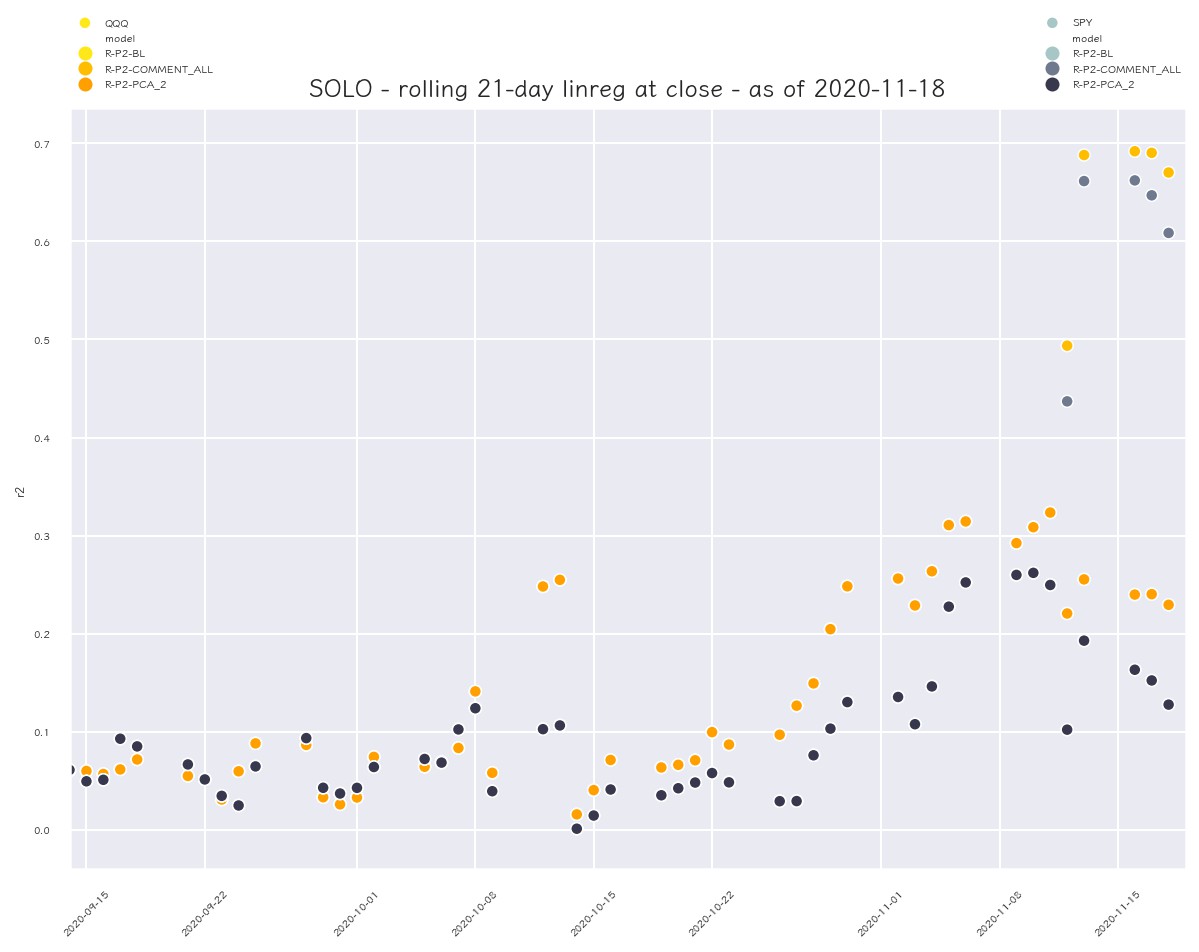 QQQ
model
R-P2-BL
R-P2-COMMENT_ALL
R-P2-PCA_2
SPY
model
R-P2-BL
R-P2-COMMENT_ALL
R-P2-PCA_2
SOLO - rolling 21-day linreg at close - as of 2020-11-18
0.7
0.6
0.5
0.4
r2
0.3
0.2
0.1
0.0
2020-09-15
2020-09-22
2020-10-01
2020-10-08
2020-10-15
2020-10-22
2020-11-01
2020-11-08
2020-11-15